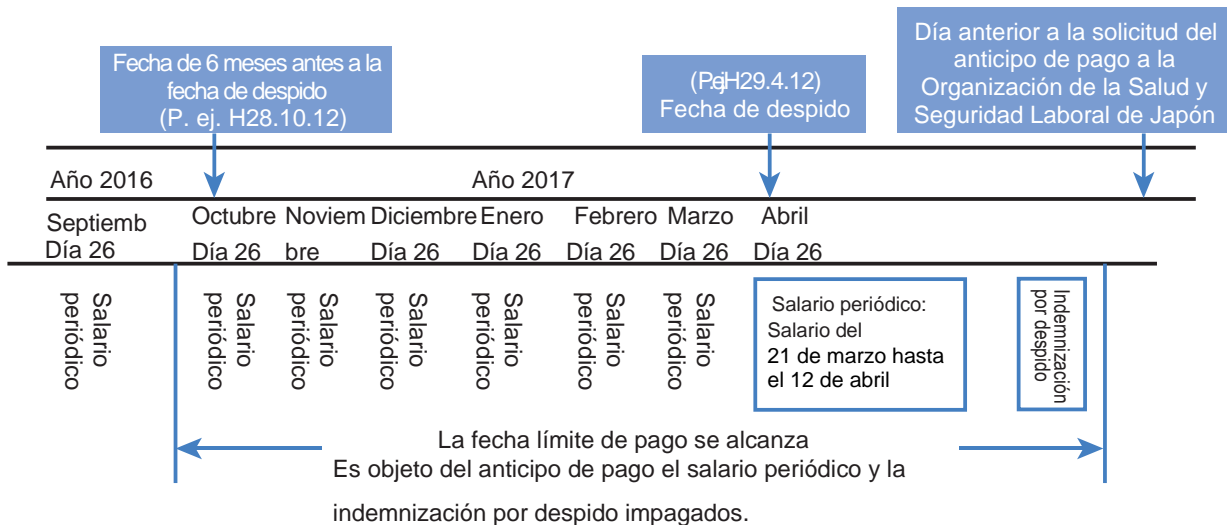 Fecha de 6 meses antes a la
fecha de despido
(P. ej. H28.10.12)
(P.ejH29.4.12)
Fecha de despido
Día anterior a la solicitud del
anticipo de pago a la
Organización de la Salud y
Seguridad Laboral de Japón
Año 2016
Año 2017
Septiemb
Día 26
Octubre
Día 26
Noviem
bre
Diciembre
Día 26
Enero
Día 26
Febrero
Día 26
Marzo
Día 26
Abril
Día 26
Salario
periódico
Salario
periódico
Salario
periódico
Salario
periódico
Salario
periódico
Salario
periódico
Salario
periódico
Salario periódico:
Salario del
21 de marzo hasta
el 12 de abril
Indemnización
por despido
La fecha límite de pago se alcanza
Es objeto del anticipo de pago el salario periódico y la
indemnización por despido impagados.